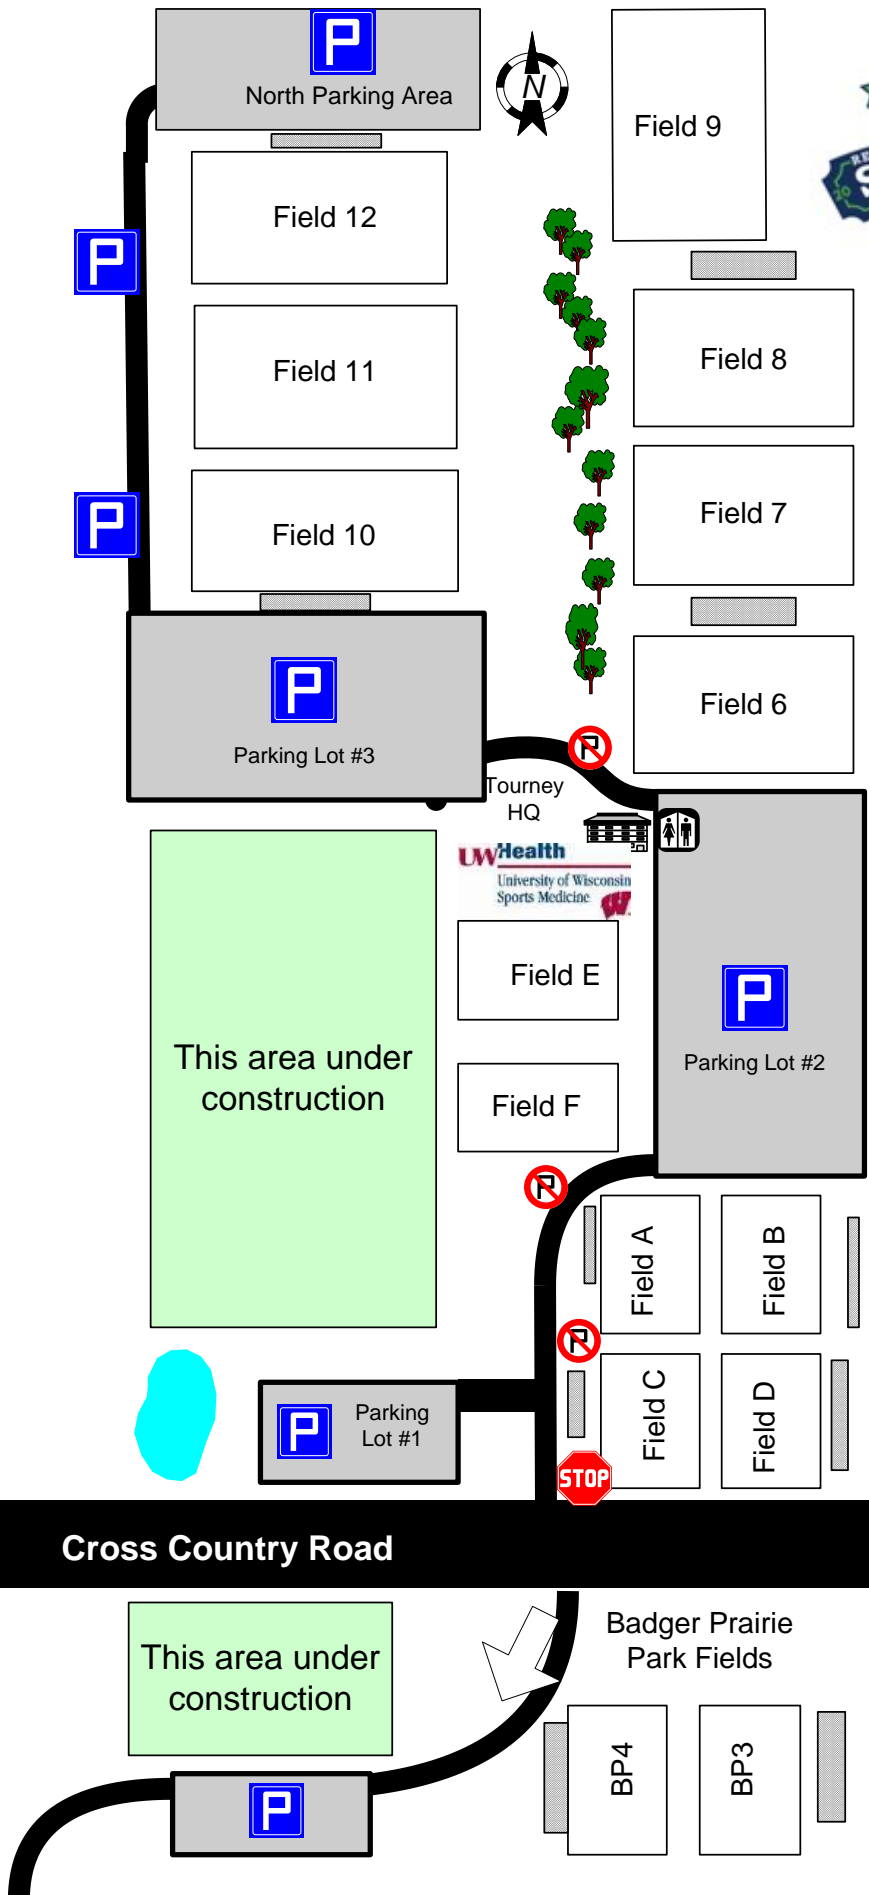 P
North Parking Area
N
Field 9
Field 12
P
Field 8
Field 11
Field 7
P
Field 10
P
Field 6
Parking Lot #3
P
Tourney
HQ
UWHealth
University of Wisconsin
Sports Medicine
W
Field E
P
This area under
construction
Parking Lot #2
Field F
P
Field A
Field B
P
Field C
Field D
P
Parking
Lot #1
STOP
Cross Country Road
Badger Prairie
Park Fields
This area under
construction
BP4
BP3
P